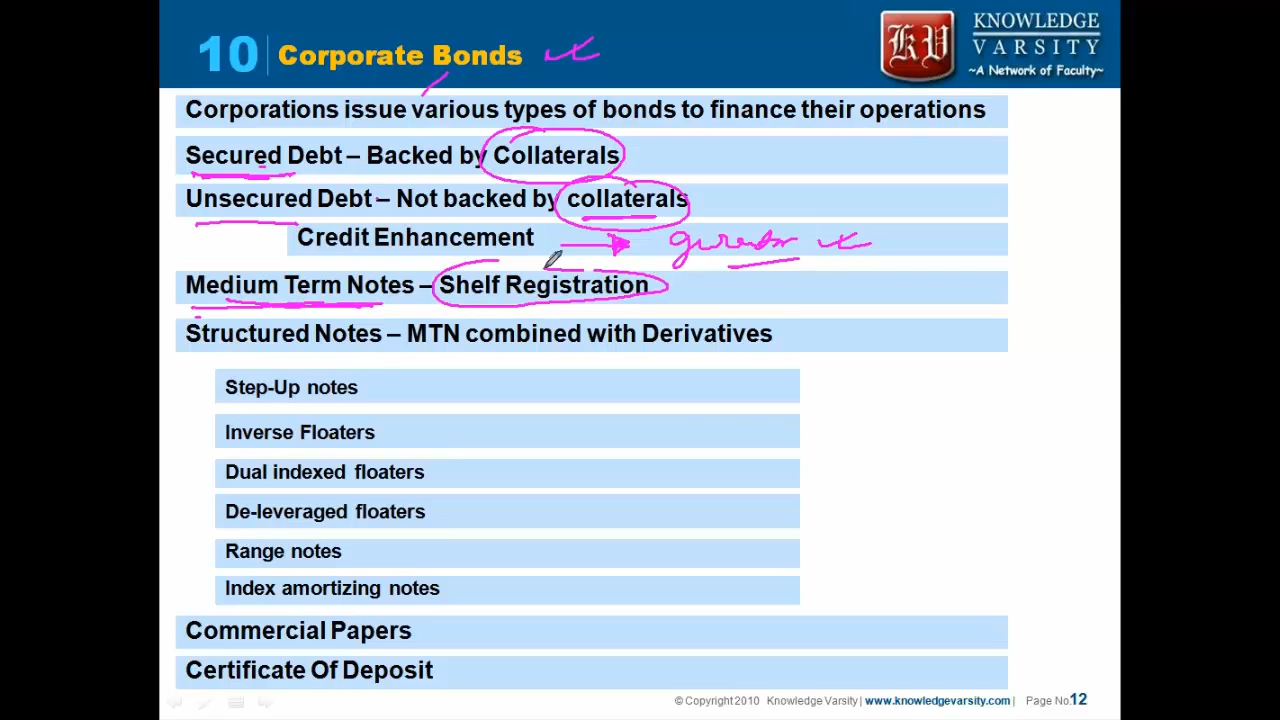 10 Corporate Bonds
KV KNOWLEDGE
VARSITY
~A Network of Faculty~
Corporations issue various types of bonds to finance their operations
Secured Debt – Backed by Collaterals
Unsecured Debt – Not backed by collaterals
Credit Enhancement
Medium Term Notes – Shelf Registration
Structured Notes – MTN combined with Derivatives
Step-Up notes
Inverse Floaters
Dual indexed floaters
De-leveraged floaters
Range notes
Index amortizing notes
Commercial Papers
Certificate Of Deposit
© Copyright 2010 Knowledge Varsity | www.knowledgevarsity.com | Page No.12